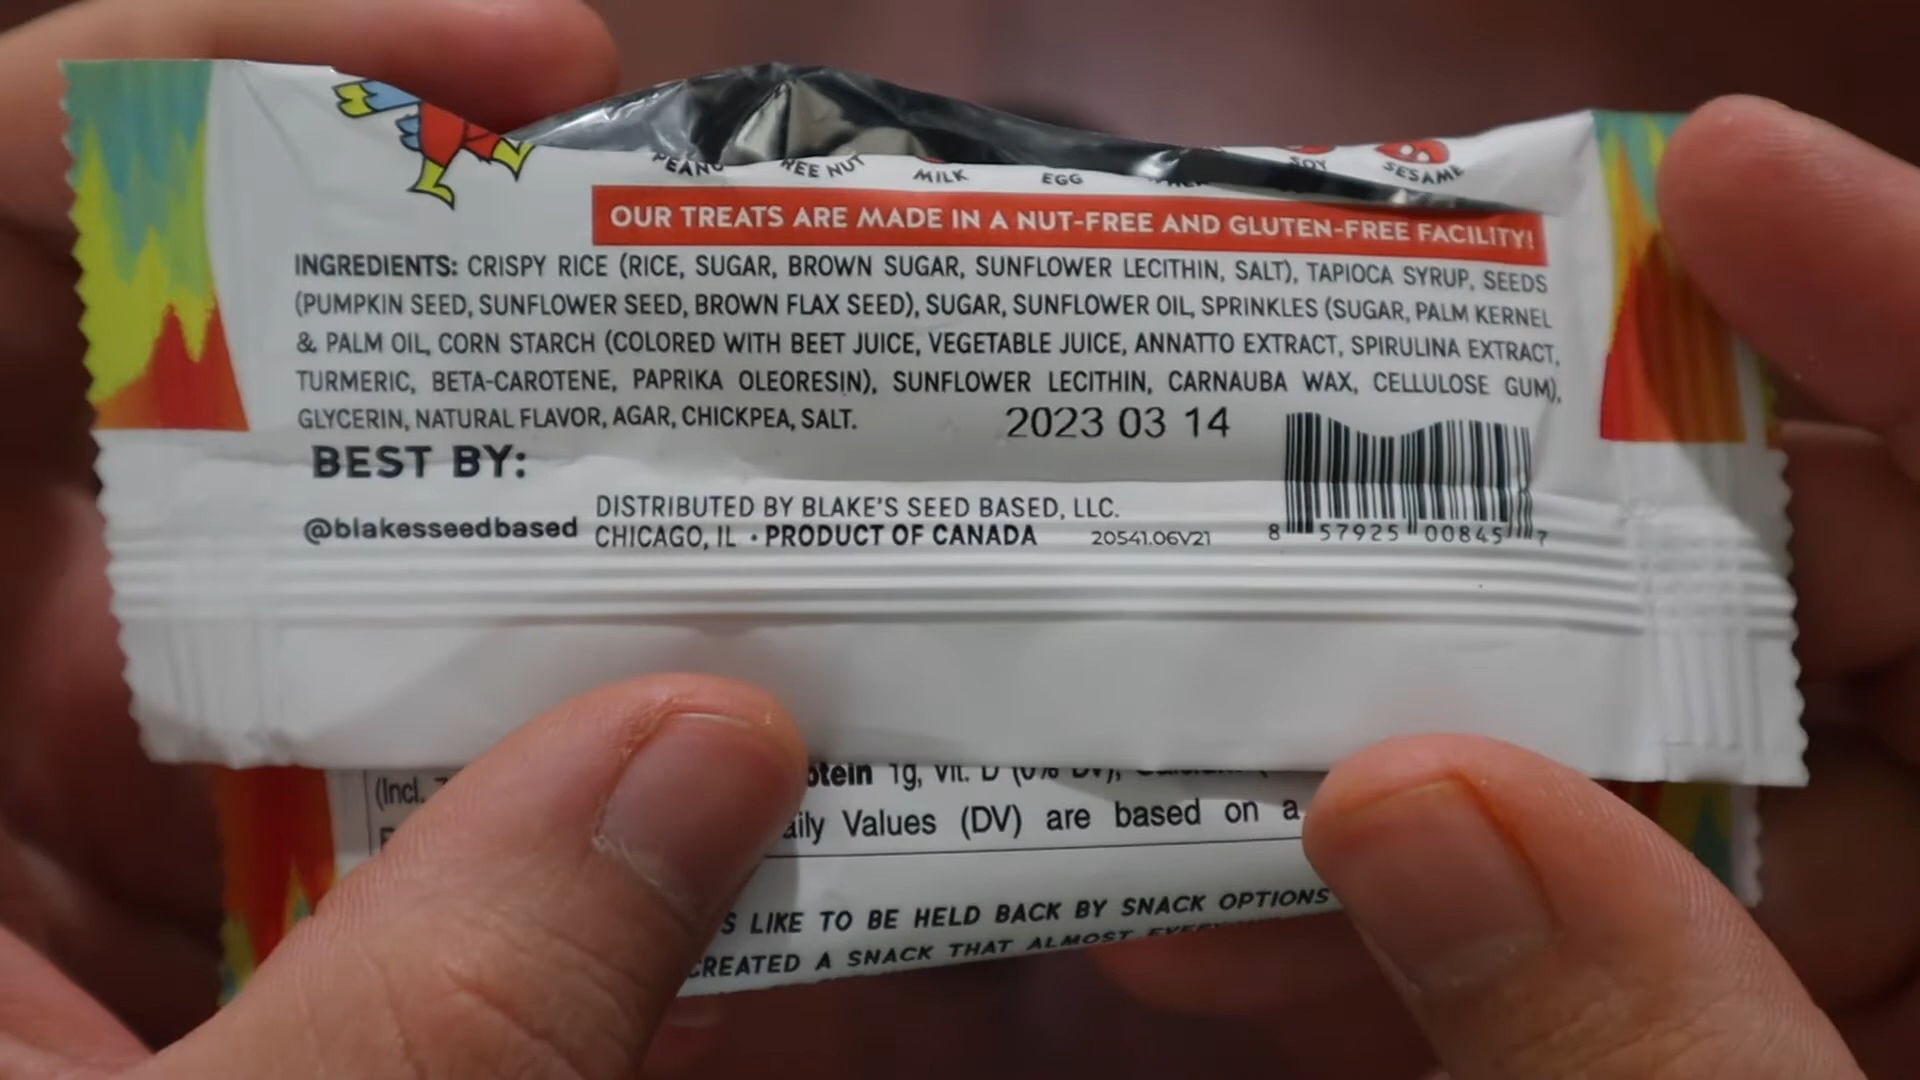 MILK EGG SOY SESAME
OUR TREATS ARE MADE IN A NUT-FREE AND GLUTEN-FREE FACILITY!
INGREDIENTS: CRISPY RICE (RICE, SUGAR, BROWN SUGAR, SUNFLOWER LECITHIN, SALT), TAPIOCA SYRUP, SEEDS
(PUMPKIN SEED, SUNFLOWER SEED, BROWN FLAX SEED), SUGAR, SUNFLOWER OIL, SPRINKLES (SUGAR, PALM KERNEL
& PALM OIL, CORN STARCH (COLORED WITH BEET JUICE, VEGETABLE JUICE, ANNATTO EXTRACT, SPIRULINA EXTRACT,
TURMERIC, BETA-CAROTENE, PAPRIKA OLEORESIN), SUNFLOWER LECITHIN, CARNAUBA WAX, CELLULOSE GUM),
GLYCERIN, NATURAL FLAVOR, AGAR, CHICKPEA, SALT.
2023 03 14
BEST BY:
@blakesseedbased
DISTRIBUTED BY BLAKE'S SEED BASED, LLC.
CHICAGO, IL • PRODUCT OF CANADA
20541.06V21
8 57925 00845 7
(Incl.
otein 1g, Vit. D (0% DV),
aily Values (DV) are based on a
S LIKE TO BE HELD BACK BY SNACK OPTIONS
CREATED A SNACK THAT ALMOST